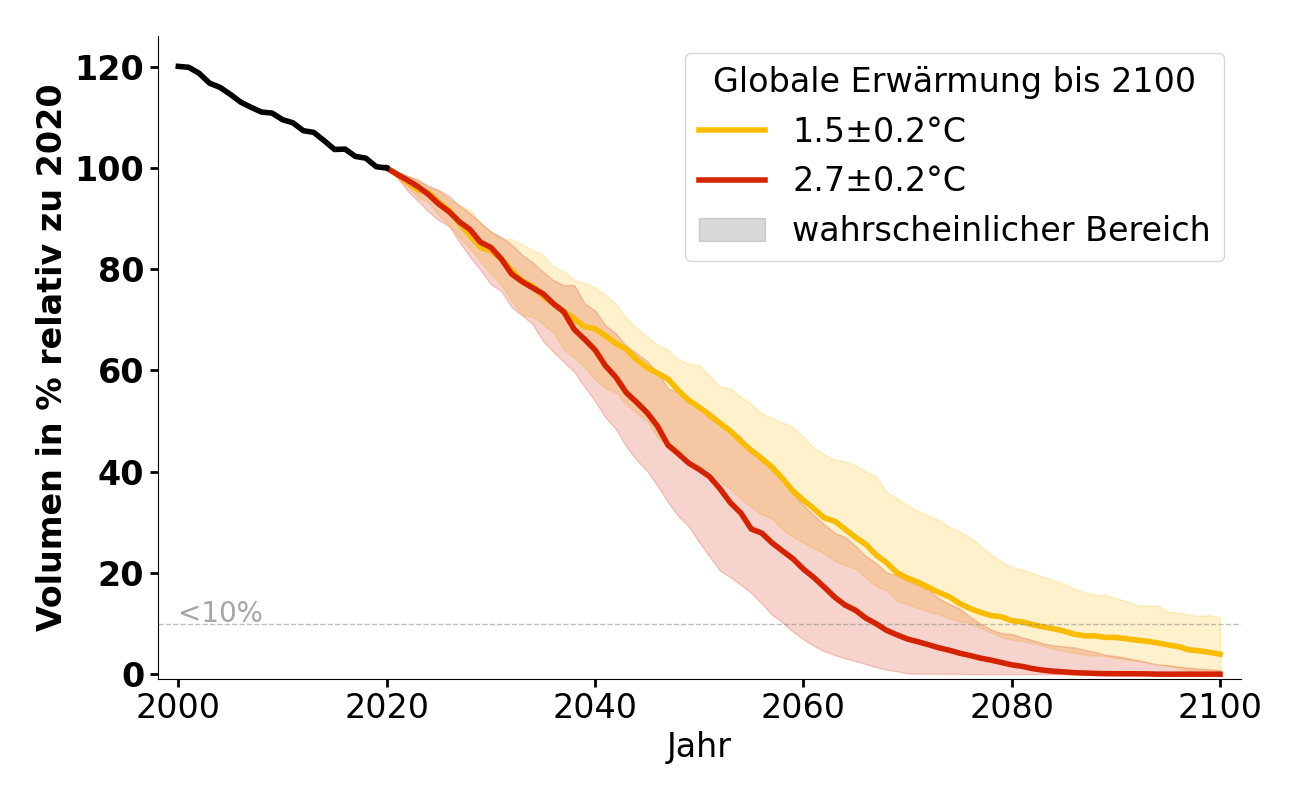 Volumen in % relativ zu 2020
120
100
80
60
40
20
0
<10%
Globale Erwärmung bis 2100
1.5±0.2°C
2.7±0.2°C
wahrscheinlicher Bereich
2000 2020 2040 2060 2080 2100
Jahr